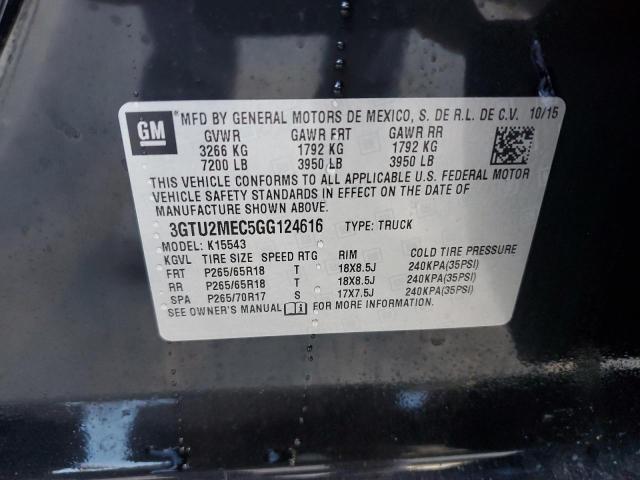 GM
MFD BY GENERAL MOTORS DE MEXICO, S. DE R.L. DE C.V. 10/15
GVWR GAWR FRT GAWR RR
3266 KG 1792 KG 1792 KG
7200 LB 3950 LB 3950 LB
THIS VEHICLE CONFORMS TO ALL APPLICABLE U.S. FEDERAL MOTOR
VEHICLE SAFETY STANDARDS IN EFFECT ON THE DATE OF
MANUFACTURE SHOWN ABOVE.
3GTU2MEC5GG124616 TYPE: TRUCK
MODEL: K15543
KGVL TIRE SIZE SPEED RTG RIM COLD TIRE PRESSURE
FRT P265/65R18 T 18X8.5J 240KPA(35PSI)
RR P265/65R18 T 18X8.5J 240KPA(35PSI)
SPA P265/70R17 S 17X7.5J 240KPA(35PSI)
SEE OWNER'S MANUAL FOR MORE INFORMATION.